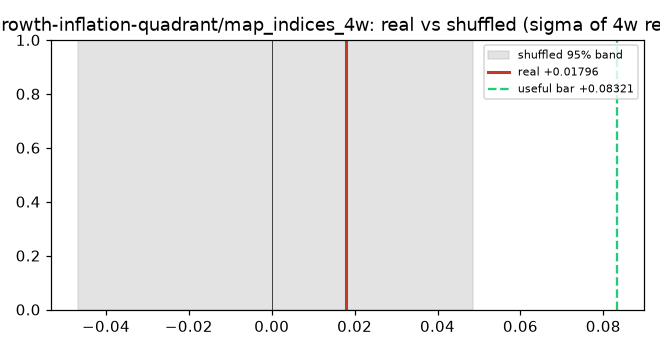 rowth-inflation-quadrant/map_indices_4w: real vs shuffled (sigma of 4w re
shuffled 95% band
real +0.01796
useful bar +0.08321
1.0
0.8
0.6
0.4
0.2
0.0
−0.04 −0.02 0.00 0.02 0.04 0.06 0.08